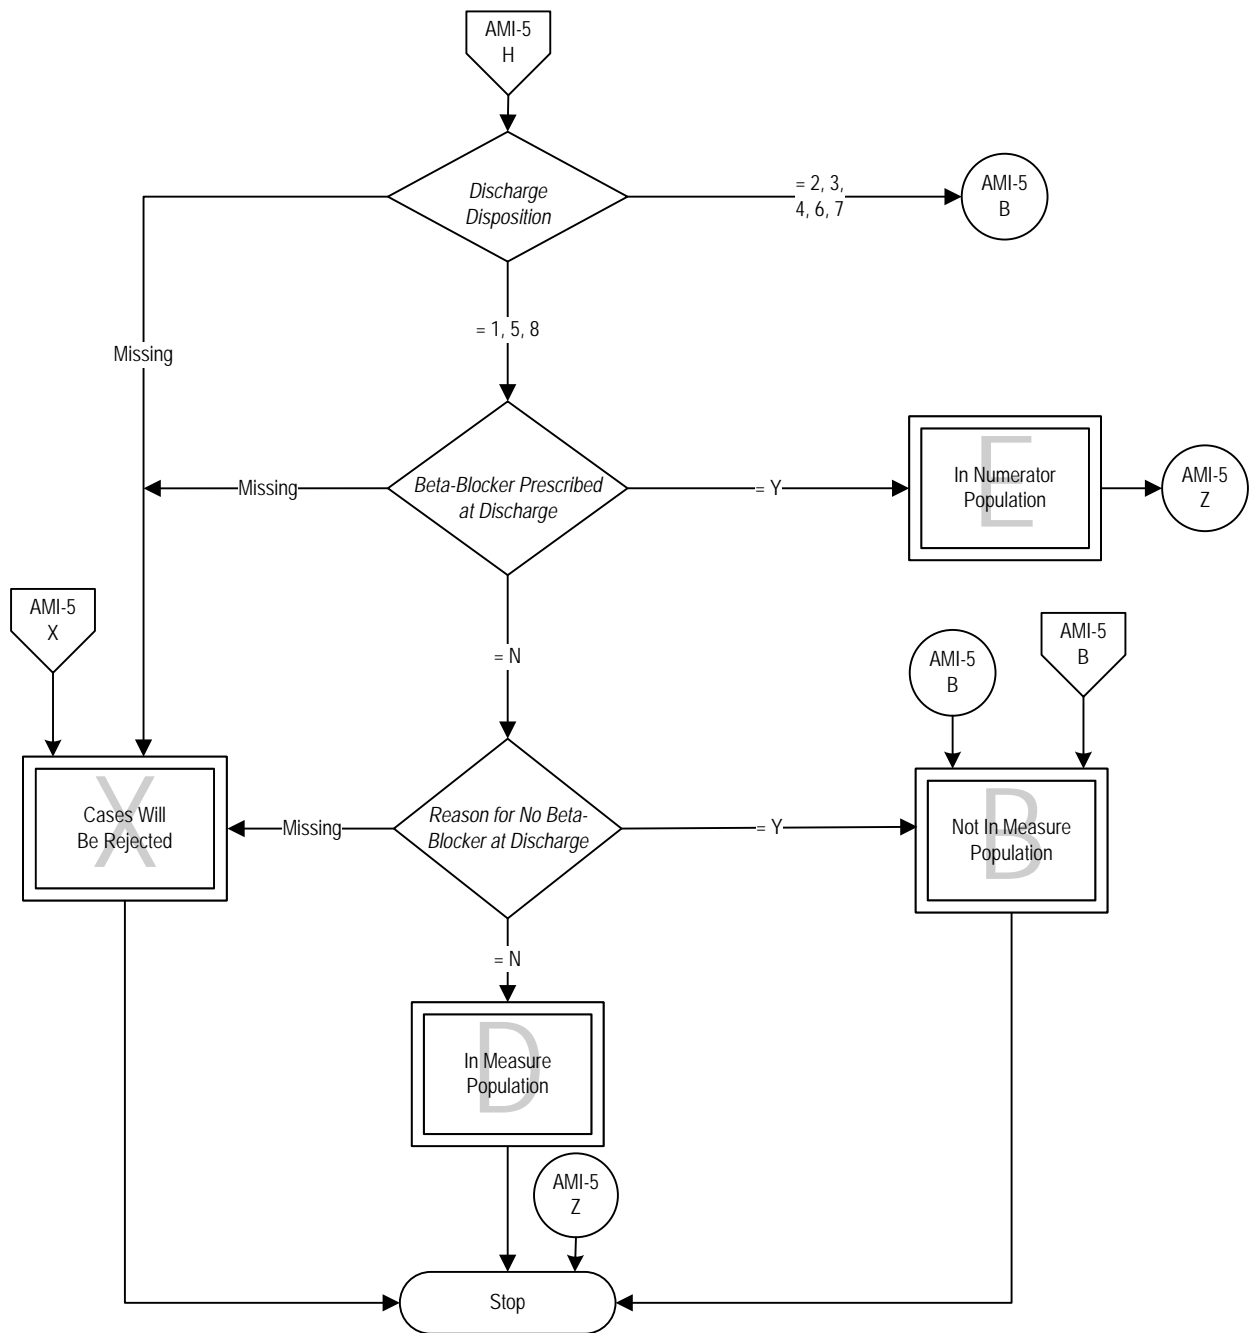 AMI-5
H
Discharge
Disposition
= 2, 3,
4, 6, 7
AMI-5
B
= 1, 5, 8
Missing
Missing
Beta-Blocker Prescribed
at Discharge
= Y
E
In Numerator
Population
AMI-5
Z
AMI-5
X
= N
AMI-5
B
AMI-5
B
X
Cases Will
Be Rejected
Missing
Reason for No Beta-
Blocker at Discharge
= Y
B
Not In Measure
Population
= N
D
In Measure
Population
AMI-5
Z
Stop